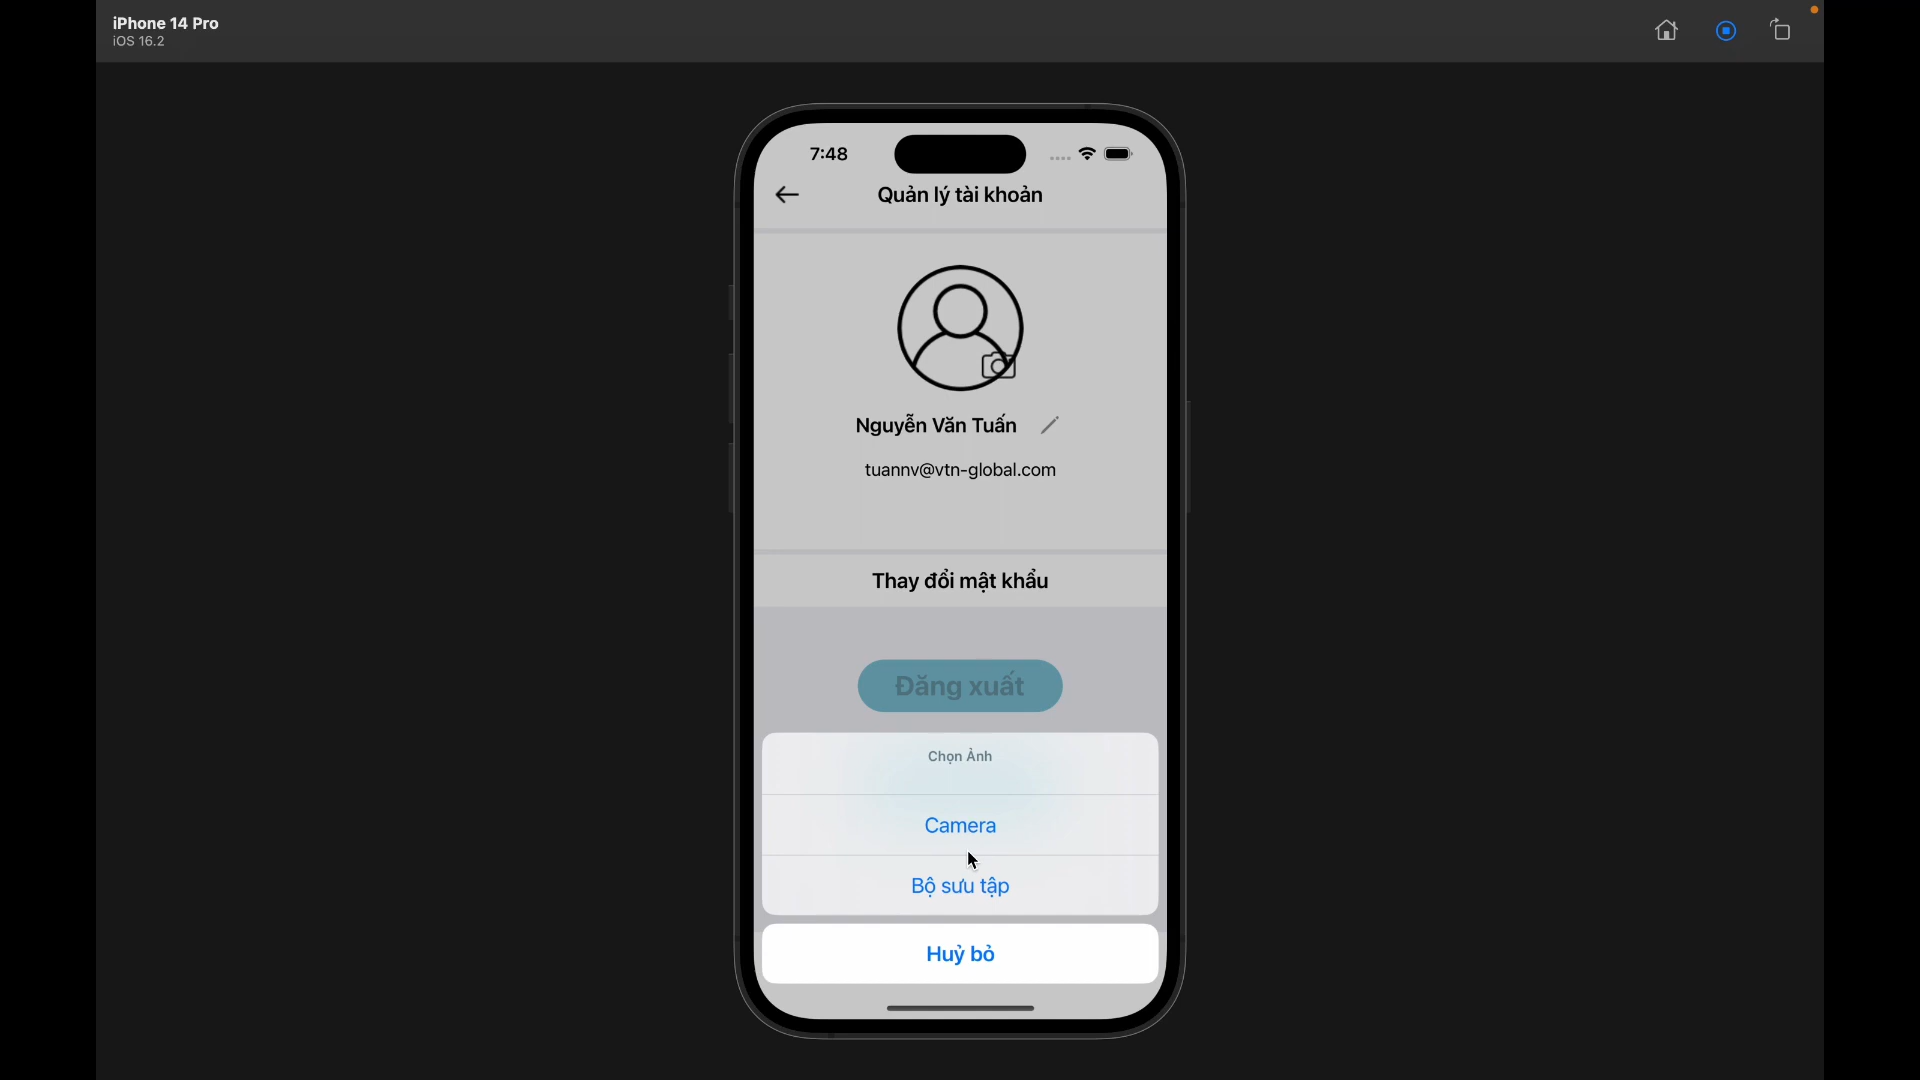 iPhone 14 Pro
iOS 16.2
7:48
Quản lý tài khoản
Nguyễn Văn Tuấn
tuannv@vtn-global.com
Thay đổi mật khẩu
Đăng xuất
Chọn Ảnh
Camera
Bộ sưu tập
Huỷ bỏ